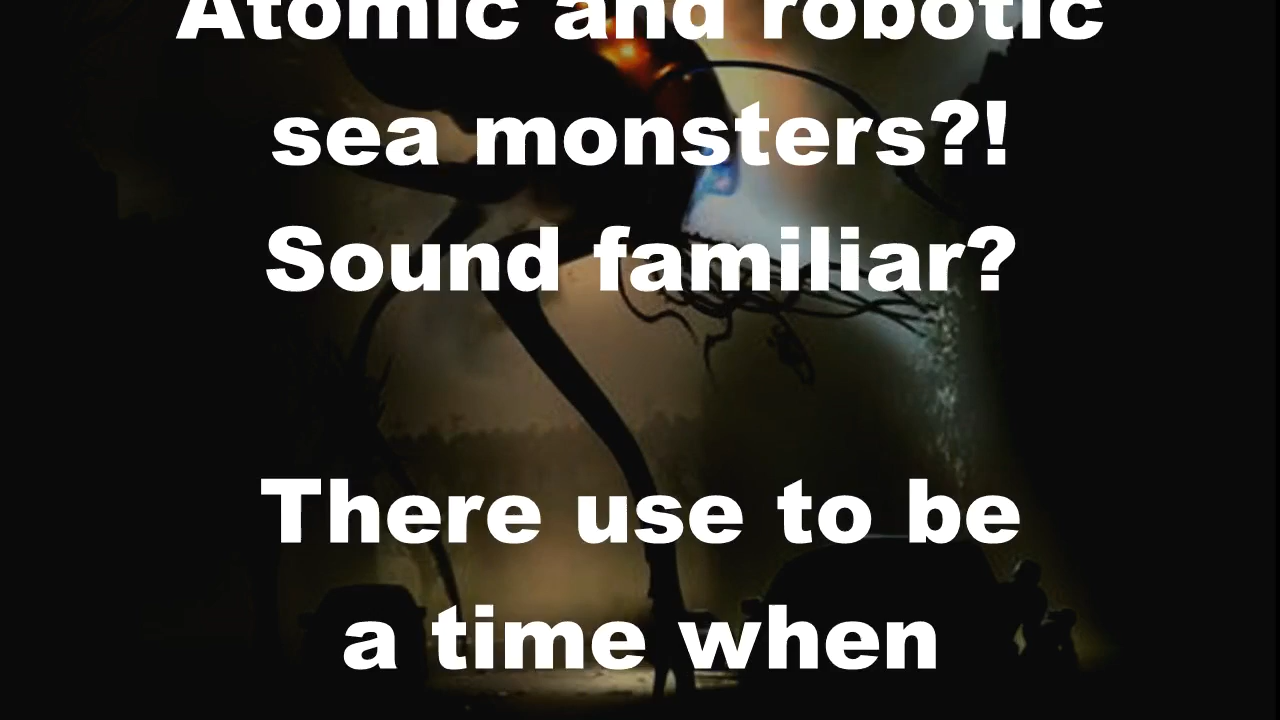 Atomic and robotic
sea monsters?!
Sound familiar?
There use to be
a time when